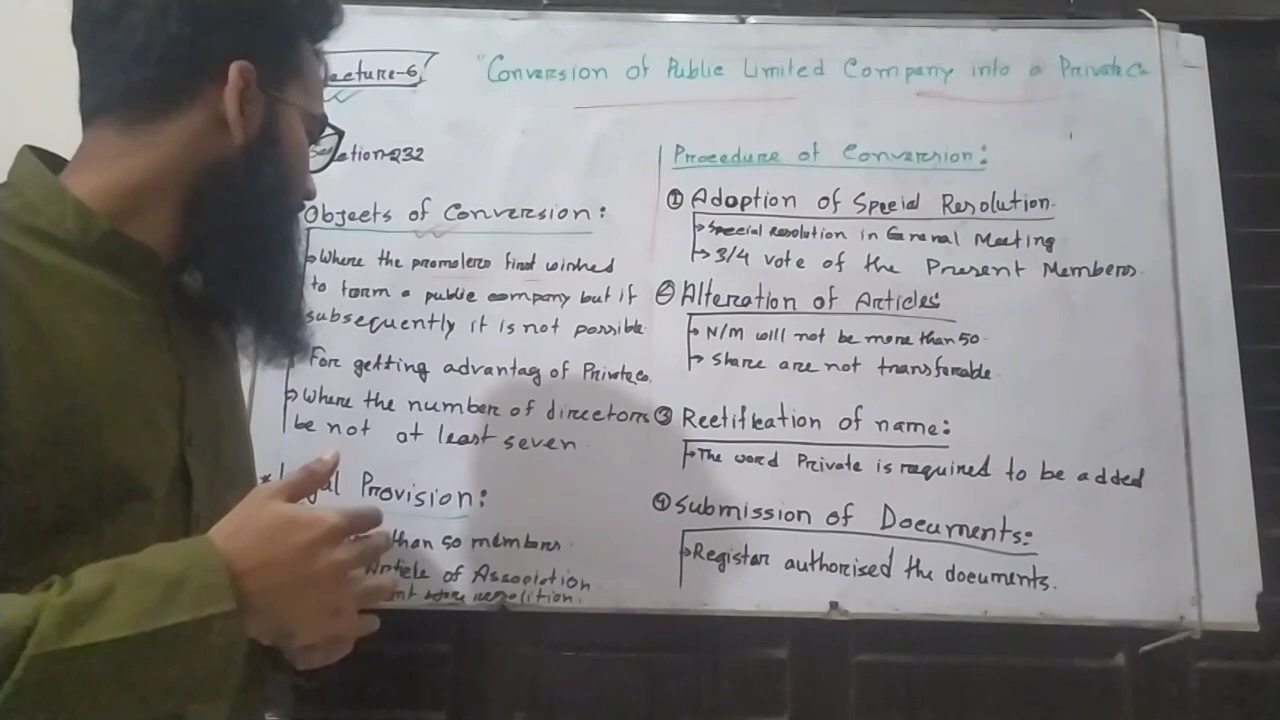 Lecture-6
"Conversion of Public Limited Company into a Private Co
Section-232
Objects of Conversion:
Where the promoters first wished
to form a public company but if
subsequently it is not possible
For getting advantag of Private Co.
Where the number of directors
be not at least seven
* Legal Provision:
than 50 members
Article of Association
before
Procedure of Conversion:
① Adoption of Special Resolution.
Special Resolution in General Meeting
3/4 vote of the Present Members
② Alteration of Articles
N/M will not be more than 50
Share are not transferable
③ Rectification of name:
The word Private is required to be added
④ Submission of Documents:
Registar authorised the documents.